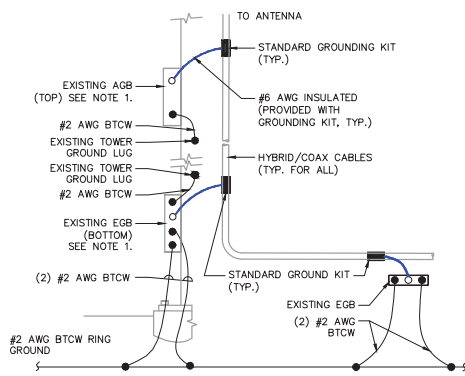 TO ANTENNA
STANDARD GROUNDING KIT
(TYP.)
EXISTING AGB
(TOP) SEE NOTE 1.
#6 AWG INSULATED
(PROVIDED WITH
GROUNDING KIT, TYP.)
#2 AWG BTCW
EXISTING TOWER
GROUND LUG
HYBRID/COAX CABLES
(TYP. FOR ALL)
EXISTING TOWER
GROUND LUG
#2 AWG BTCW
EXISTING EGB
(BOTTOM)
SEE NOTE 1.
(2) #2 AWG BTCW
STANDARD GROUND KIT
(TYP.)
EXISTING EGB
(2) #2 AWG
BTCW
#2 AWG BTCW RING
GROUND